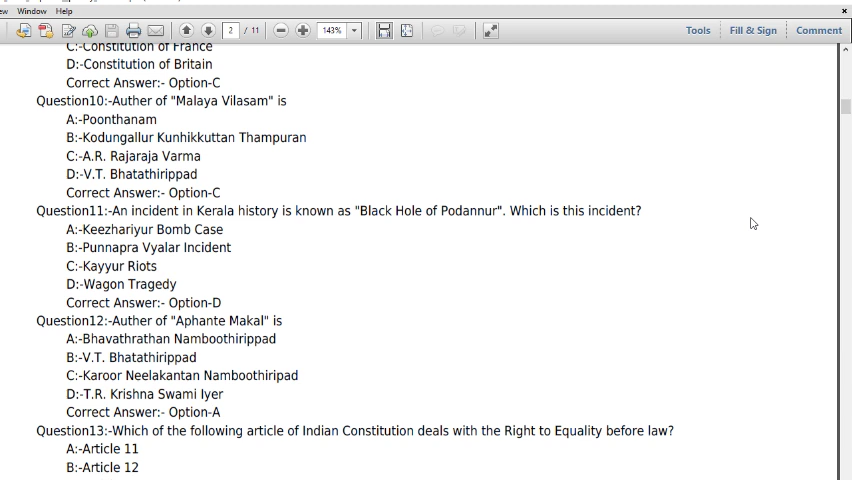 ew Window Help
2 / 11 143% Tools Fill & Sign Comment
C:-Constitution of France
D:-Constitution of Britain
Correct Answer:- Option-C
Question10:-Auther of "Malaya Vilasam" is
A:-Poonthanam
B:-Kodungallur Kunhikkuttan Thampuran
C:-A.R. Rajaraja Varma
D:-V.T. Bhatathirippad
Correct Answer:- Option-C
Question11:-An incident in Kerala history is known as "Black Hole of Podannur". Which is this incident?
A:-Keezhariyur Bomb Case
B:-Punnapra Vyalar Incident
C:-Kayyur Riots
D:-Wagon Tragedy
Correct Answer:- Option-D
Question12:-Auther of "Aphante Makal" is
A:-Bhavathrathan Namboothirippad
B:-V.T. Bhatathirippad
C:-Karoor Neelakantan Namboothiripad
D:-T.R. Krishna Swami Iyer
Correct Answer:- Option-A
Question13:-Which of the following article of Indian Constitution deals with the Right to Equality before law?
A:-Article 11
B:-Article 12